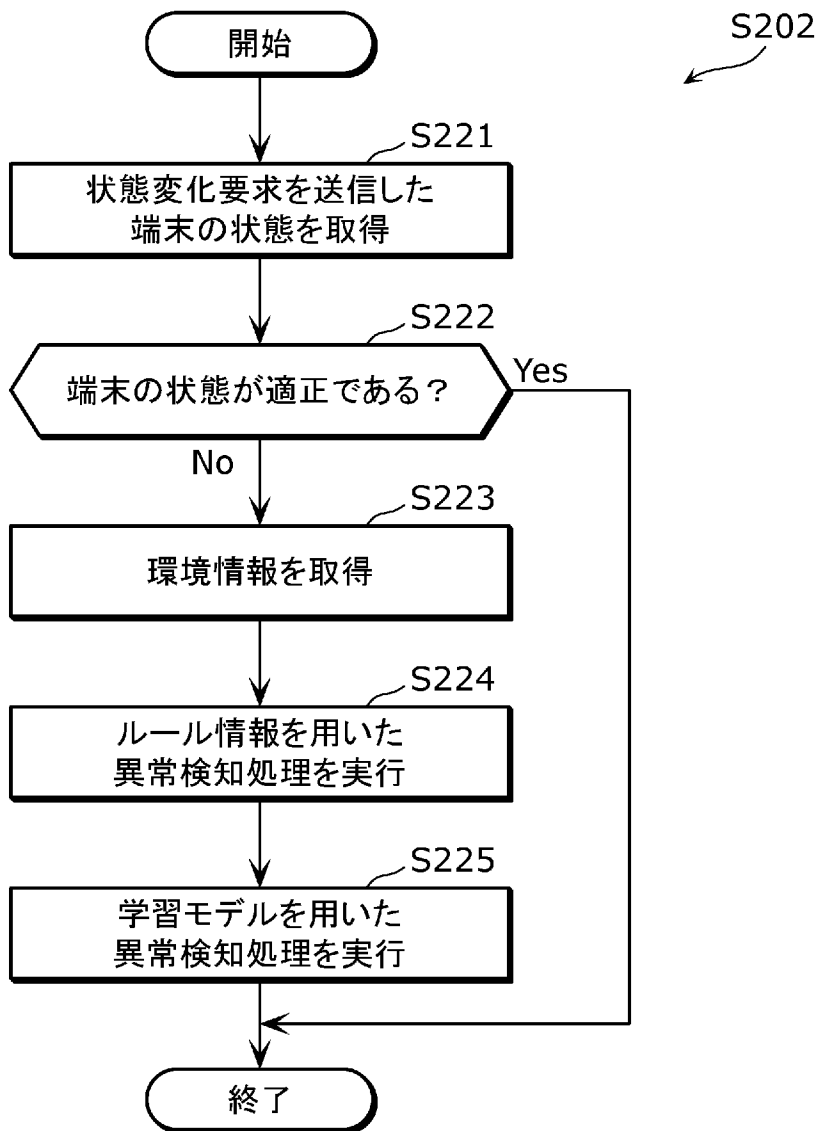 S202
開始
S221
状態変化要求を送信した
端末の状態を取得
S222
端末の状態が適正である？
Yes
No
S223
環境情報を取得
S224
ルール情報を用いた
異常検知処理を実行
S225
学習モデルを用いた
異常検知処理を実行
終了